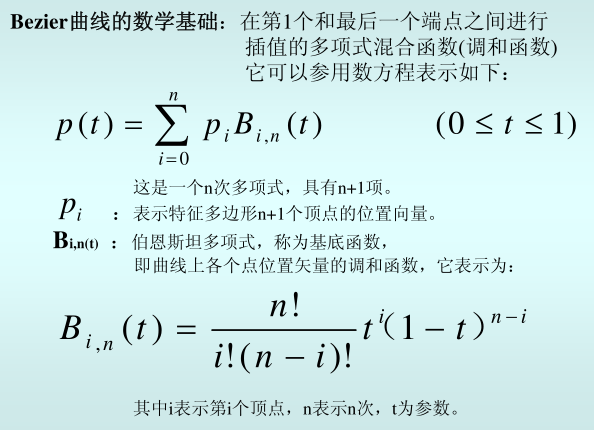 Bezier曲线的数学基础：在第1个和最后一个端点之间进行
插值的多项式混合函数(调和函数)
它可以参用数方程表示如下：
p(t) = \sum_{i=0}^{n} p_i B_{i,n}(t)    (0 ≤ t ≤ 1)
这是一个n次多项式，具有n+1项。
p_i ：表示特征多边形n+1个顶点的位置向量。
B_{i,n(t)} ：伯恩斯坦多项式，称为基底函数，
即曲线上各个点位置矢量的调和函数，它表示为：
B_{i,n}(t) = \frac{n!}{i!(n-i)!} t^i (1-t)^{n-i}
其中i表示第i个顶点，n表示n次，t为参数。